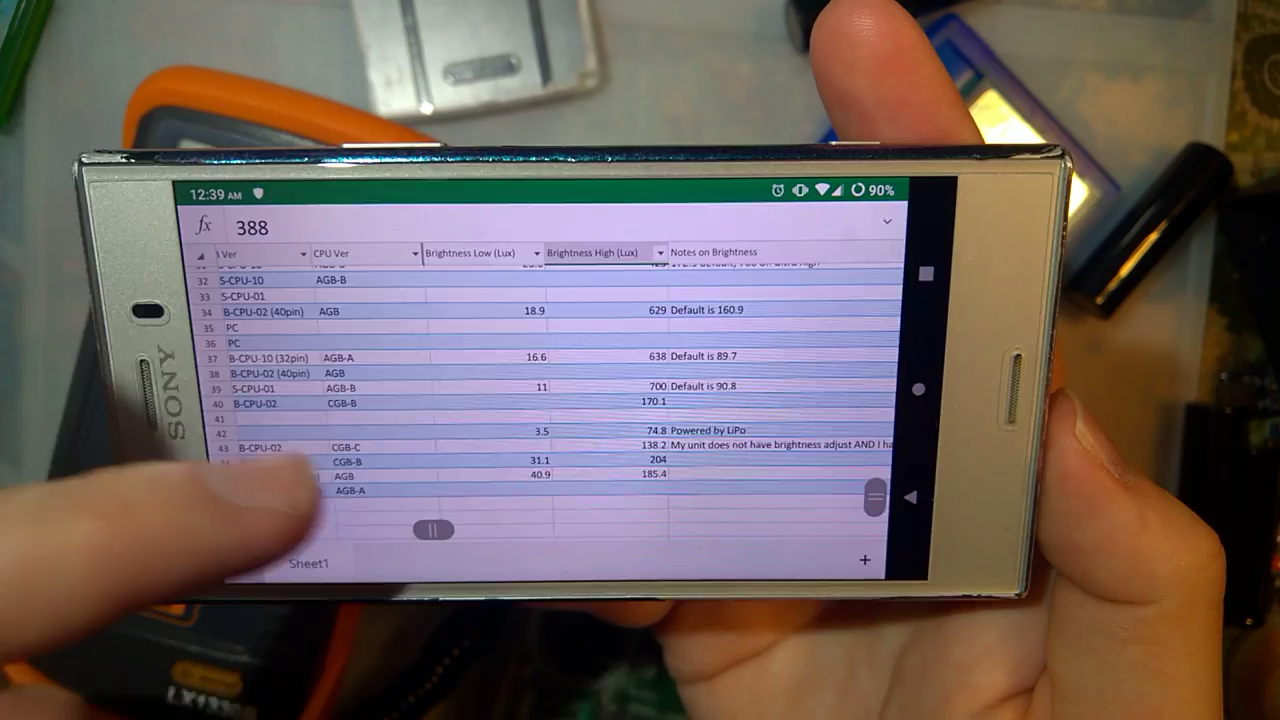 12:39 AM 90%
fx 388
Ver CPU Ver Brightness Low (Lux) Brightness High (Lux) Notes on Brightness
32 S-CPU-10 AGB-B
33 S-CPU-01
34 B-CPU-02 (40pin) AGB 18.9 629 Default is 160.9
35 PC
36 PC
37 B-CPU-10 (32pin) AGB-A 16.6 638 Default is 89.7
38 B-CPU-02 (40pin) AGB
39 S-CPU-01 AGB-B 11 700 Default is 90.8
40 B-CPU-02 CGB-B 170.1
41
42 3.5 74.8 Powered by LiPo
43 B-CPU-02 CGB-C 138.2 My unit does not have brightness adjust AND I ha
CGB-B 31.1 204
AGB 40.9 185.4
AGB-A
Sheet1 +
SONY